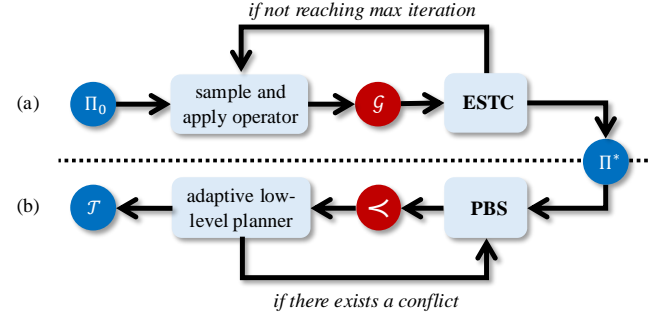 if not reaching max iteration
(a)
Π₀
sample and
apply operator
𝒢
ESTC
Π*
(b)
𝒯
adaptive low-
level planner
≺
PBS
if there exists a conflict